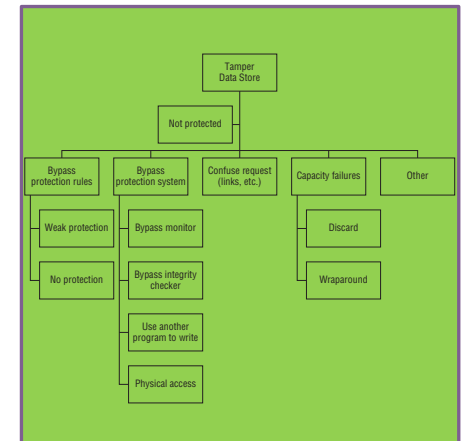 Tamper
Data Store
Not protected
Bypass
protection rules
Bypass
protection system
Confuse request
(links, etc.)
Capacity failures
Other
Weak protection
Bypass monitor
Discard
No protection
Bypass integrity
checker
Wraparound
Use another
program to write
Physical access